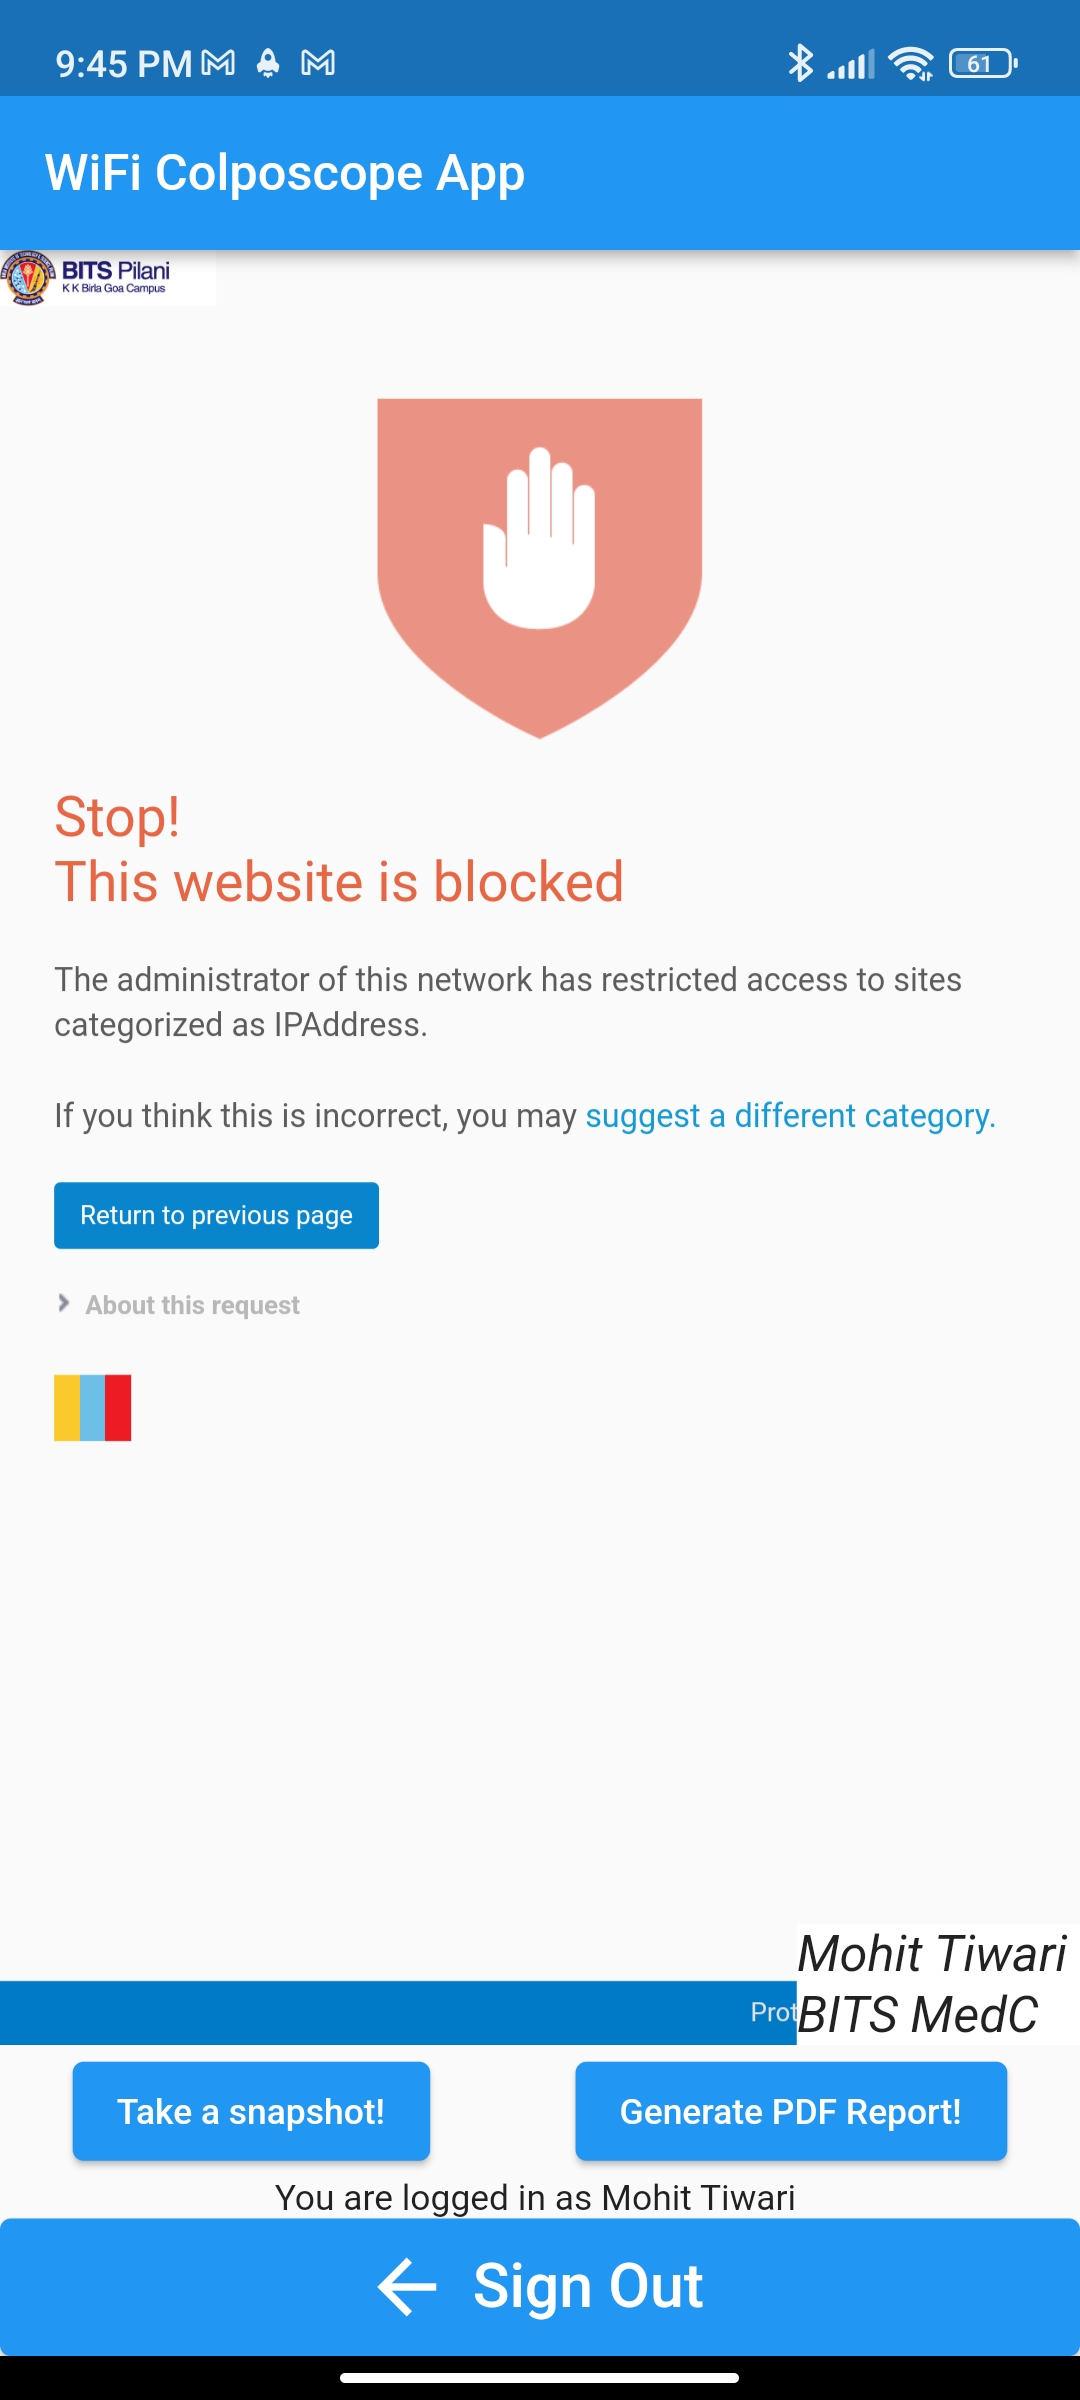 9:45 PM
61
WiFi Colposcope App
BITS Pilani
K K Birla Goa Campus
Stop!
This website is blocked
The administrator of this network has restricted access to sites
categorized as IPAddress.
If you think this is incorrect, you may suggest a different category.
Return to previous page
About this request
Mohit Tiwari
Prot
BITS MedC
Take a snapshot!
Generate PDF Report!
You are logged in as Mohit Tiwari
Sign Out